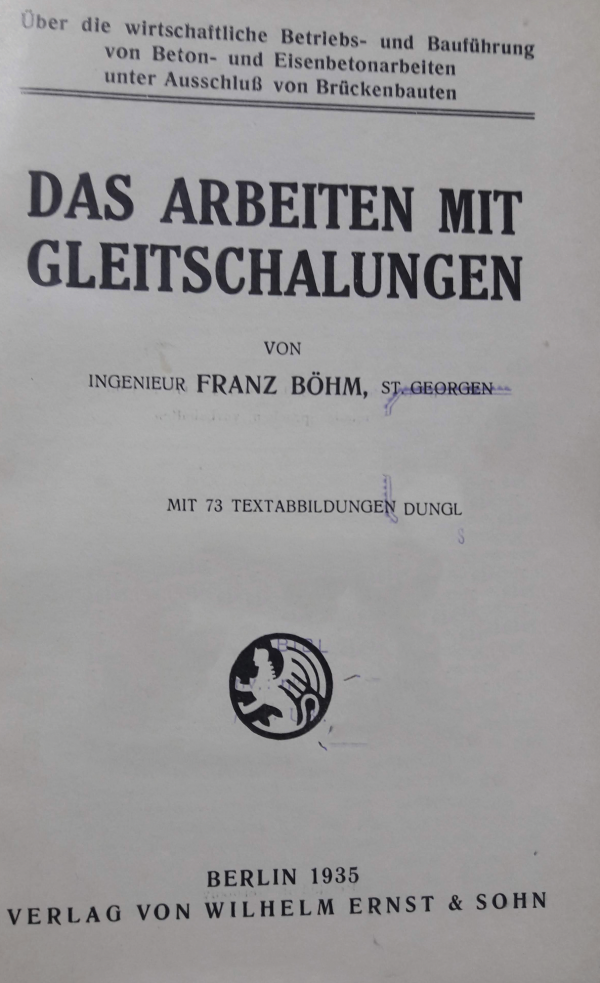 Über die wirtschaftliche Betriebs- und Bauführung
von Beton- und Eisenbetonarbeiten
unter Ausschluß von Brückenbauten
DAS ARBEITEN MIT
GLEITSCHALUNGEN
VON
INGENIEUR FRANZ BÖHM, ST. GEORGEN
MIT 73 TEXTABBILDUNGEN DUNGL
BERLIN 1935
VERLAG VON WILHELM ERNST & SOHN